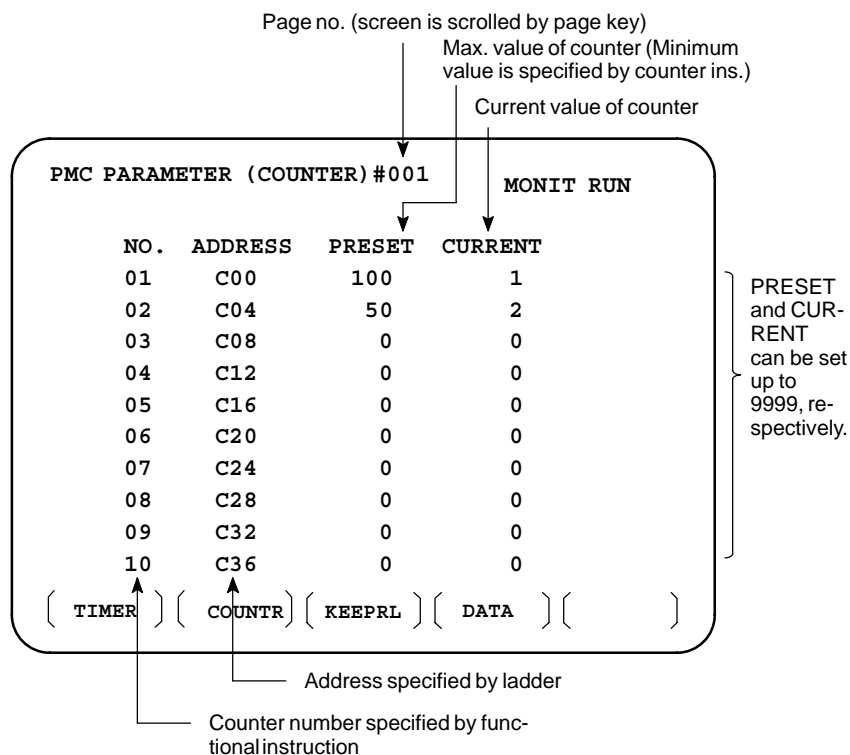 Page no. (screen is scrolled by page key)
Max. value of counter (Minimum
value is specified by counter ins.)
Current value of counter
PMC PARAMETER (COUNTER)#001
MONIT RUN
NO. ADDRESS PRESET CURRENT
01 C00 100 1
02 C04 50 2
03 C08 0 0
04 C12 0 0
05 C16 0 0
06 C20 0 0
07 C24 0 0
08 C28 0 0
09 C32 0 0
10 C36 0 0
PRESET
and CUR-
RENT
can be set
up to
9999, re-
spectively.
TIMER COUNTR KEEPRL DATA
Address specified by ladder
Counter number specified by func-
tional instruction